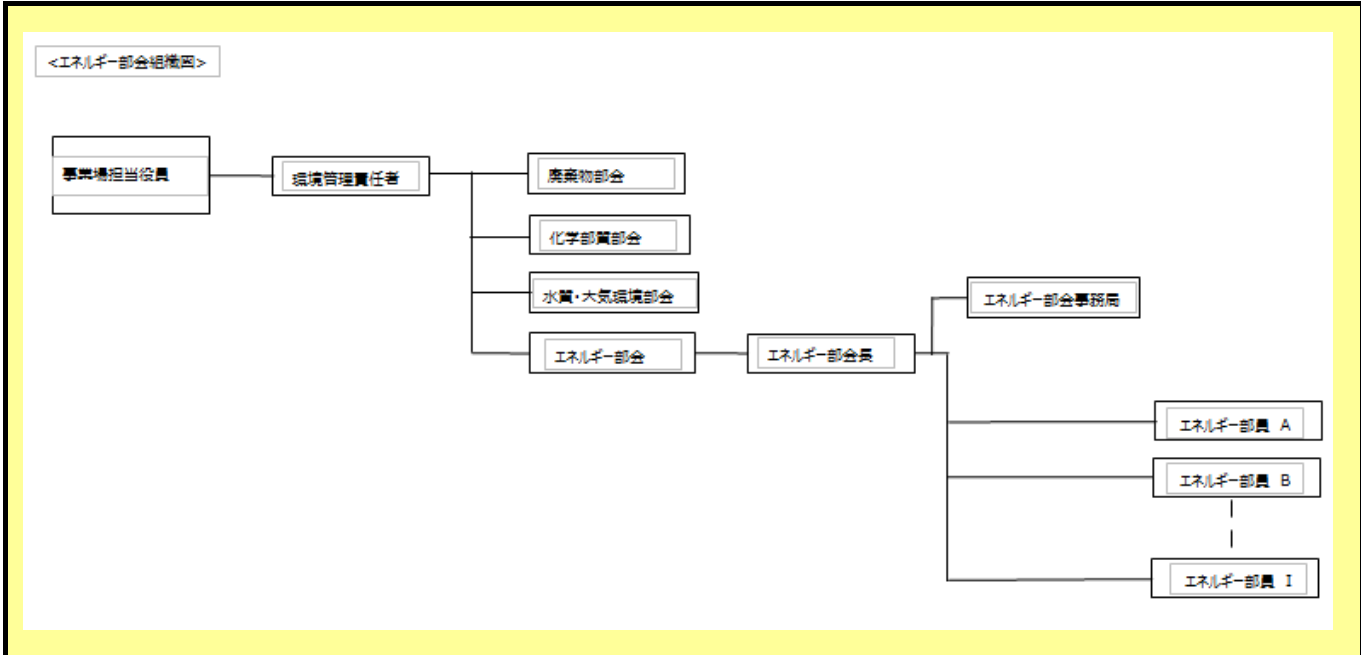 <エネルギー部会組織図>
事業場担当役員
環境管理責任者
廃棄物部会
化学部質部会
水質・大気環境部会
エネルギー部会
エネルギー部会長
エネルギー部会事務局
エネルギー部員 A
エネルギー部員 B
エネルギー部員 I